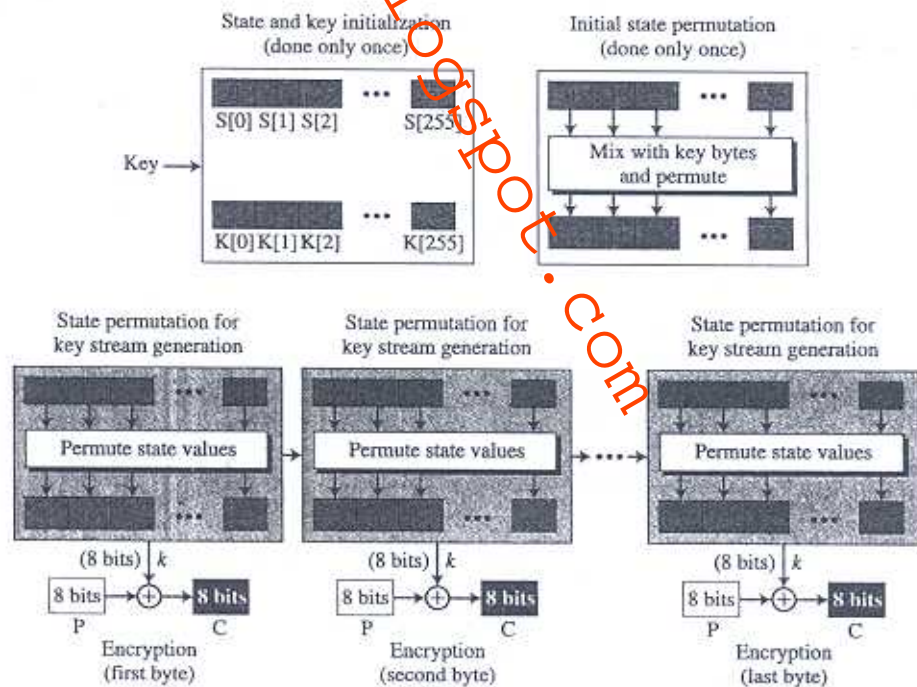 State and key initialization
(done only once)
Initial state permutation
(done only once)
•••
•••
S[0] S[1] S[2] S[255]
Key
Mix with key bytes
and permute
•••
•••
K[0] K[1] K[2] K[255]
ogspot.com
State permutation for
key stream generation
State permutation for
key stream generation
State permutation for
key stream generation
•••
•••
•••
Permute state values
Permute state values
••••
Permute state values
•••
•••
•••
(8 bits) k
(8 bits) k
(8 bits) k
8 bits + 8 bits
8 bits + 8 bits
8 bits + 8 bits
P C
P C
P C
Encryption
(first byte)
Encryption
(second byte)
Encryption
(last byte)